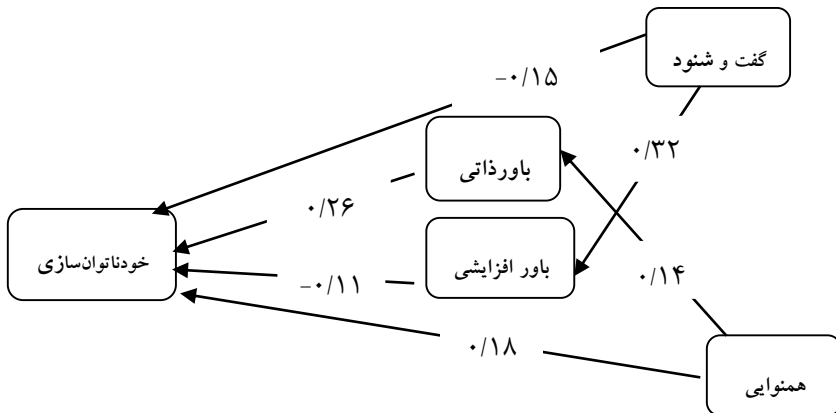 گفت و شنود
-۰/۱۵
۰/۳۲
باورذاتی
۰/۲۶
خودناتوان‌سازی
باور افزایشی
-۰/۱۱
۰/۱۴
۰/۱۸
همنوایی